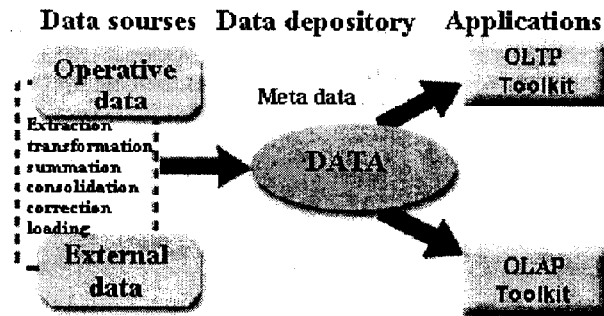 Data sourses Data depository Applications
Operative
data
Extraction
transformation
summation
consolidation
correction
loading
External
data
Meta data
DATA
OLTP
Toolkit
OLAP
Toolkit